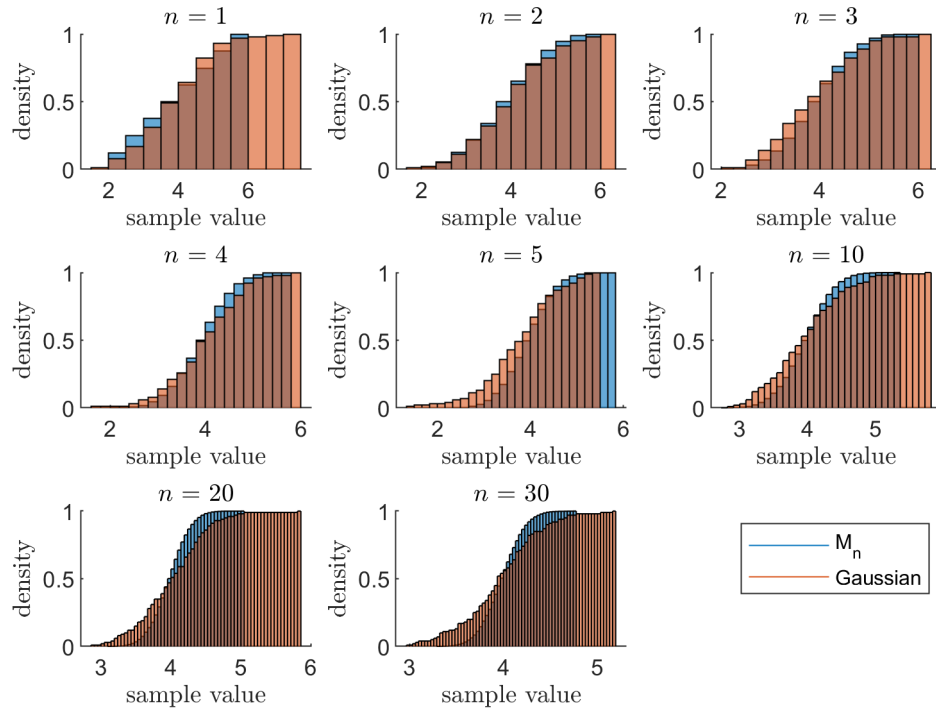 n = 1
n = 2
n = 3
1
0.5
0
density
2 4 6
sample value
1
0.5
0
density
2 4 6
sample value
1
0.5
0
density
2 4 6
sample value
n = 4
n = 5
n = 10
1
0.5
0
density
2 4 6
sample value
1
0.5
0
density
2 4 6
sample value
1
0.5
0
density
3 4 5
sample value
n = 20
n = 30
1
0.5
0
density
3 4 5 6
sample value
1
0.5
0
density
3 4 5
sample value
M_n
Gaussian